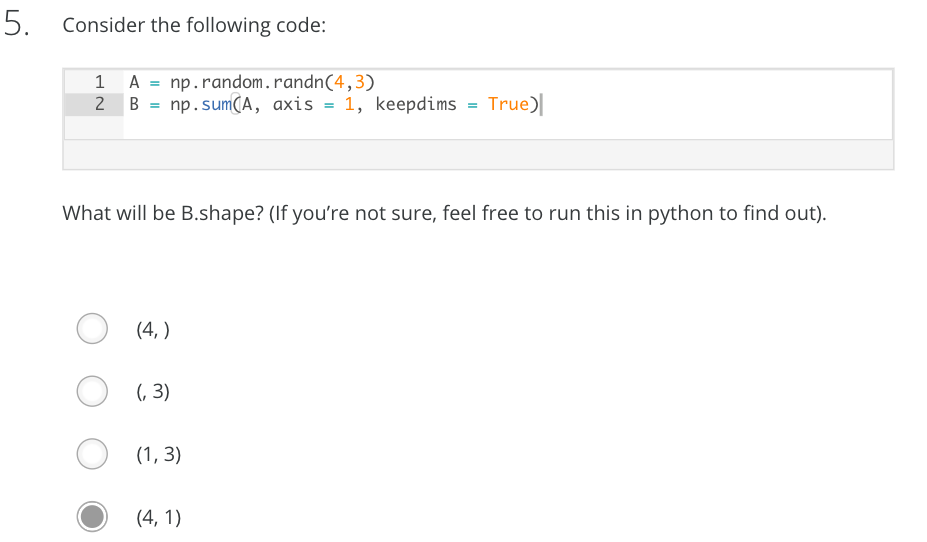 5. Consider the following code:
1 A = np.random.randn(4,3)
2 B = np.sum(A, axis = 1, keepdims = True)
What will be B.shape? (If you’re not sure, feel free to run this in python to find out).
(4, )
(, 3)
(1, 3)
(4, 1)